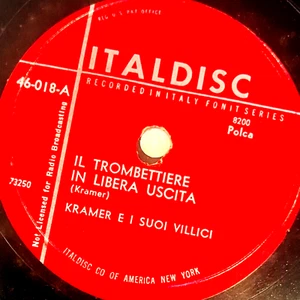 REG. U.S. PAT. OFFICE
ITALDISC
RECORDED IN ITALY FONIT SERIES
46-018-A
8200
Polca
IL TROMBETTIERE
IN LIBERA USCITA
(Kramer)
73250
KRAMER E I SUOI VILLICI
Not Licensed for Radio Broadcasting
ITALDISC CO OF AMERICA NEW YORK